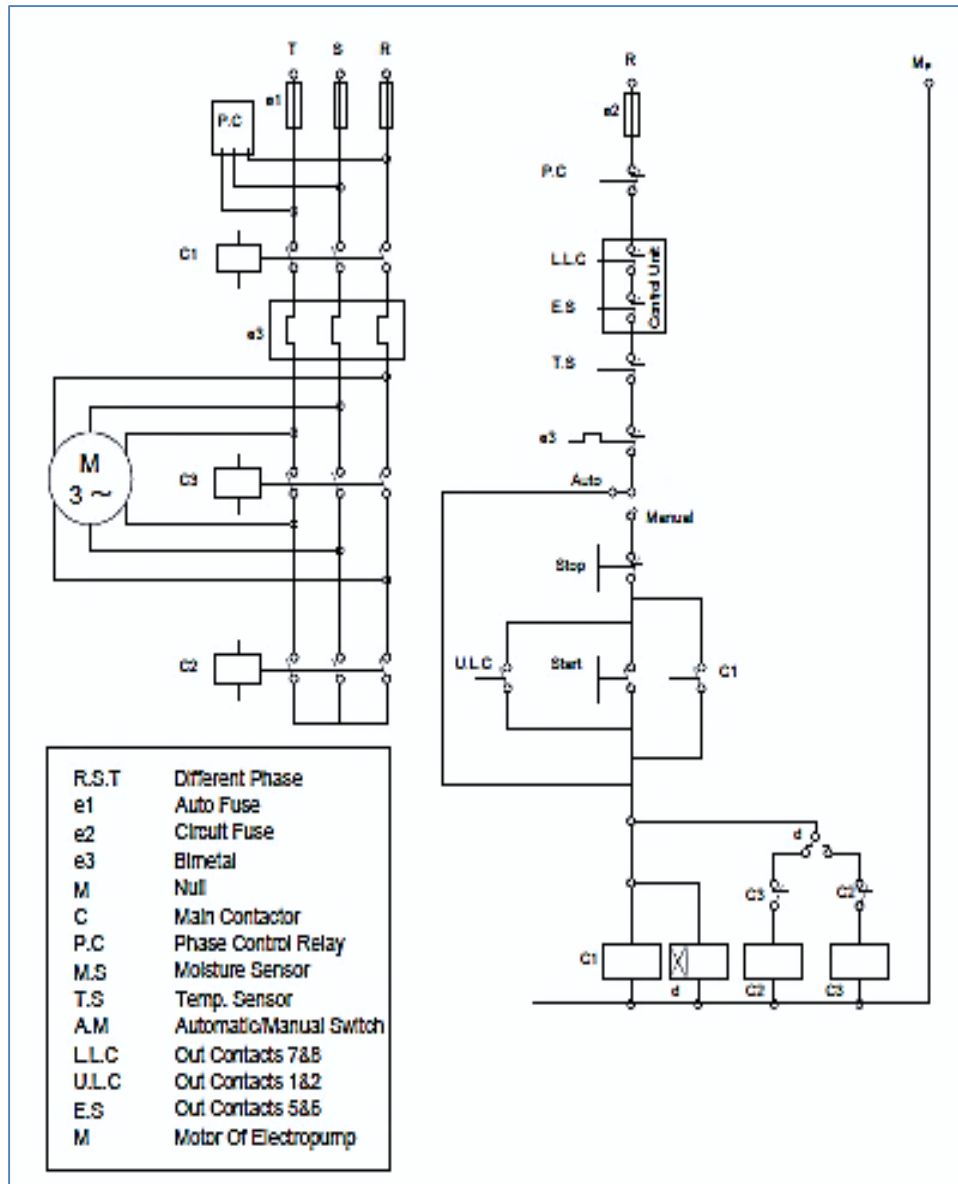 T S R
e1
P.C
C1
e3
M
3 ~
C3
C2
R Mp
e2
P.C
L.L.C
E.S
Control Unit
T.S
e3
Auto
Manual
Stop
U.L.C Start C1
d
C3 C2
C1 d C2 C3
R.S.T Different Phase
e1 Auto Fuse
e2 Circuit Fuse
e3 Bimetal
M Null
C Main Contactor
P.C Phase Control Relay
M.S Moisture Sensor
T.S Temp. Sensor
A.M Automatic/Manual Switch
L.L.C Out Contacts 7&8
U.L.C Out Contacts 1&2
E.S Out Contacts 5&6
M Motor Of Electropump